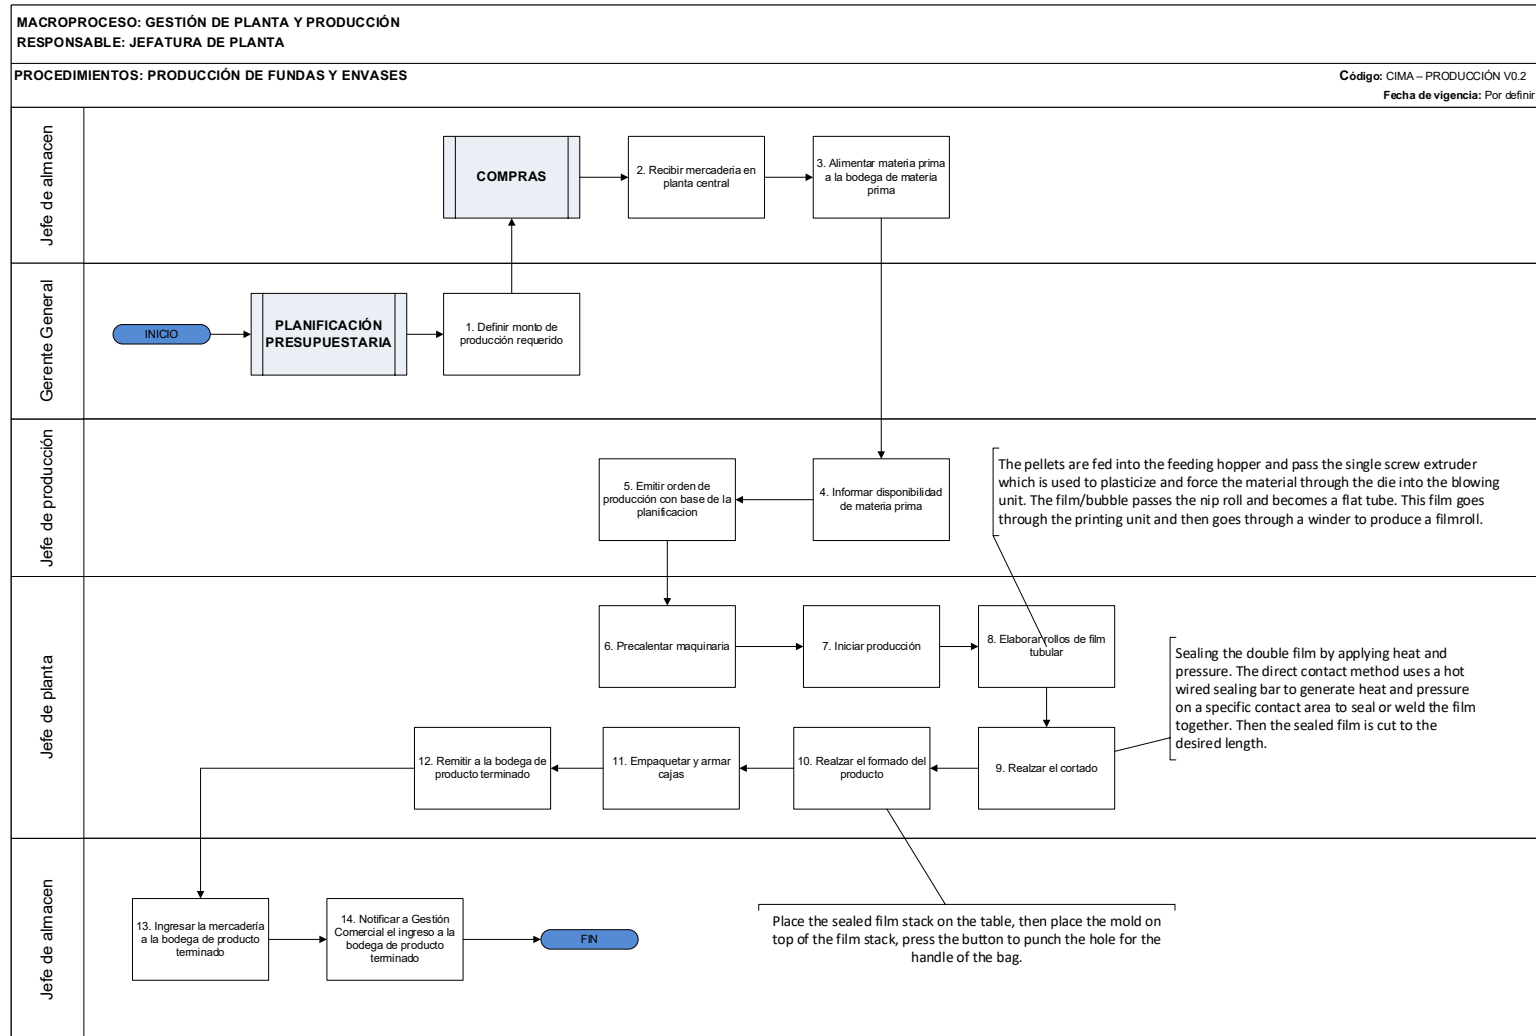 MACROPROCESO: GESTIÓN DE PLANTA Y PRODUCCIÓN
RESPONSABLE: JEFATURA DE PLANTA
PROCEDIMIENTOS: PRODUCCIÓN DE FUNDAS Y ENVASES
Código: CIMA – PRODUCCIÓN V0.2
Fecha de vigencia: Por definir
Jefe de almacen
COMPRAS
2. Recibir mercaderia en
planta central
3. Alimentar materia prima
a la bodega de materia
prima
Gerente General
INICIO
PLANIFICACIÓN
PRESUPUESTARIA
1. Definir monto de
producción requerido
Jefe de producción
5. Emitir orden de
producción con base de la
planificacion
4. Informar disponibilidad
de materia prima
The pellets are fed into the feeding hopper and pass the single screw extruder
which is used to plasticize and force the material through the die into the blowing
unit. The film/bubble passes the nip roll and becomes a flat tube. This film goes
through the printing unit and then goes through a winder to produce a filmroll.
Jefe de planta
6. Precalentar maquinaria
7. Iniciar producción
8. Elaborar rollos de film
tubular
Sealing the double film by applying heat and
pressure. The direct contact method uses a hot
wired sealing bar to generate heat and pressure
on a specific contact area to seal or weld the film
together. Then the sealed film is cut to the
desired length.
12. Remitir a la bodega de
producto terminado
11. Empaquetar y armar
cajas
10. Realzar el formado del
producto
9. Realzar el cortado
Jefe de almacen
13. Ingresar la mercadería
a la bodega de producto
terminado
14. Notificar a Gestión
Comercial el ingreso a la
bodega de producto
terminado
FIN
Place the sealed film stack on the table, then place the mold on
top of the film stack, press the button to punch the hole for the
handle of the bag.